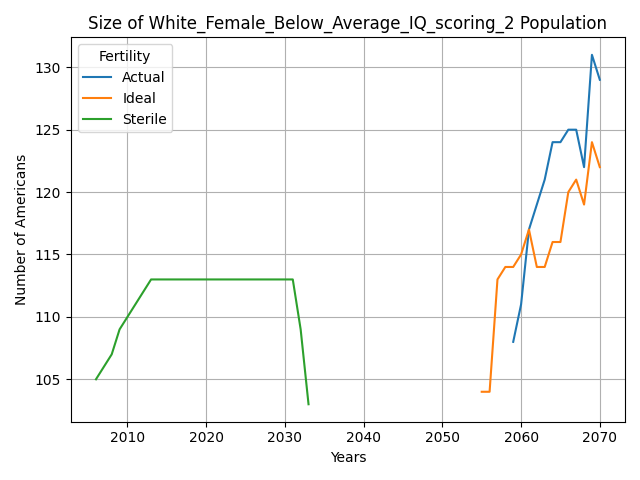 Size of White_Female_Below_Average_IQ_scoring_2 Population
Fertility
Actual
Ideal
Sterile
130
125
120
115
110
105
Number of Americans
2010 2020 2030 2040 2050 2060 2070
Years